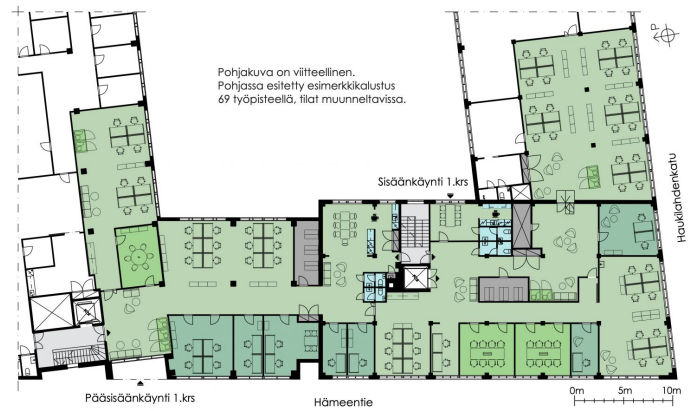 P
Pohjakuva on viitteellinen.
Pohjassa esitetty esimerkkikalustus
69 työpisteellä, tilat muunneltavissa.
Sisäänkäynti 1.krs
Haukilahdenkatu
Pääsisäänkäynti 1.krs
Hämeentie
0m 5m 10m